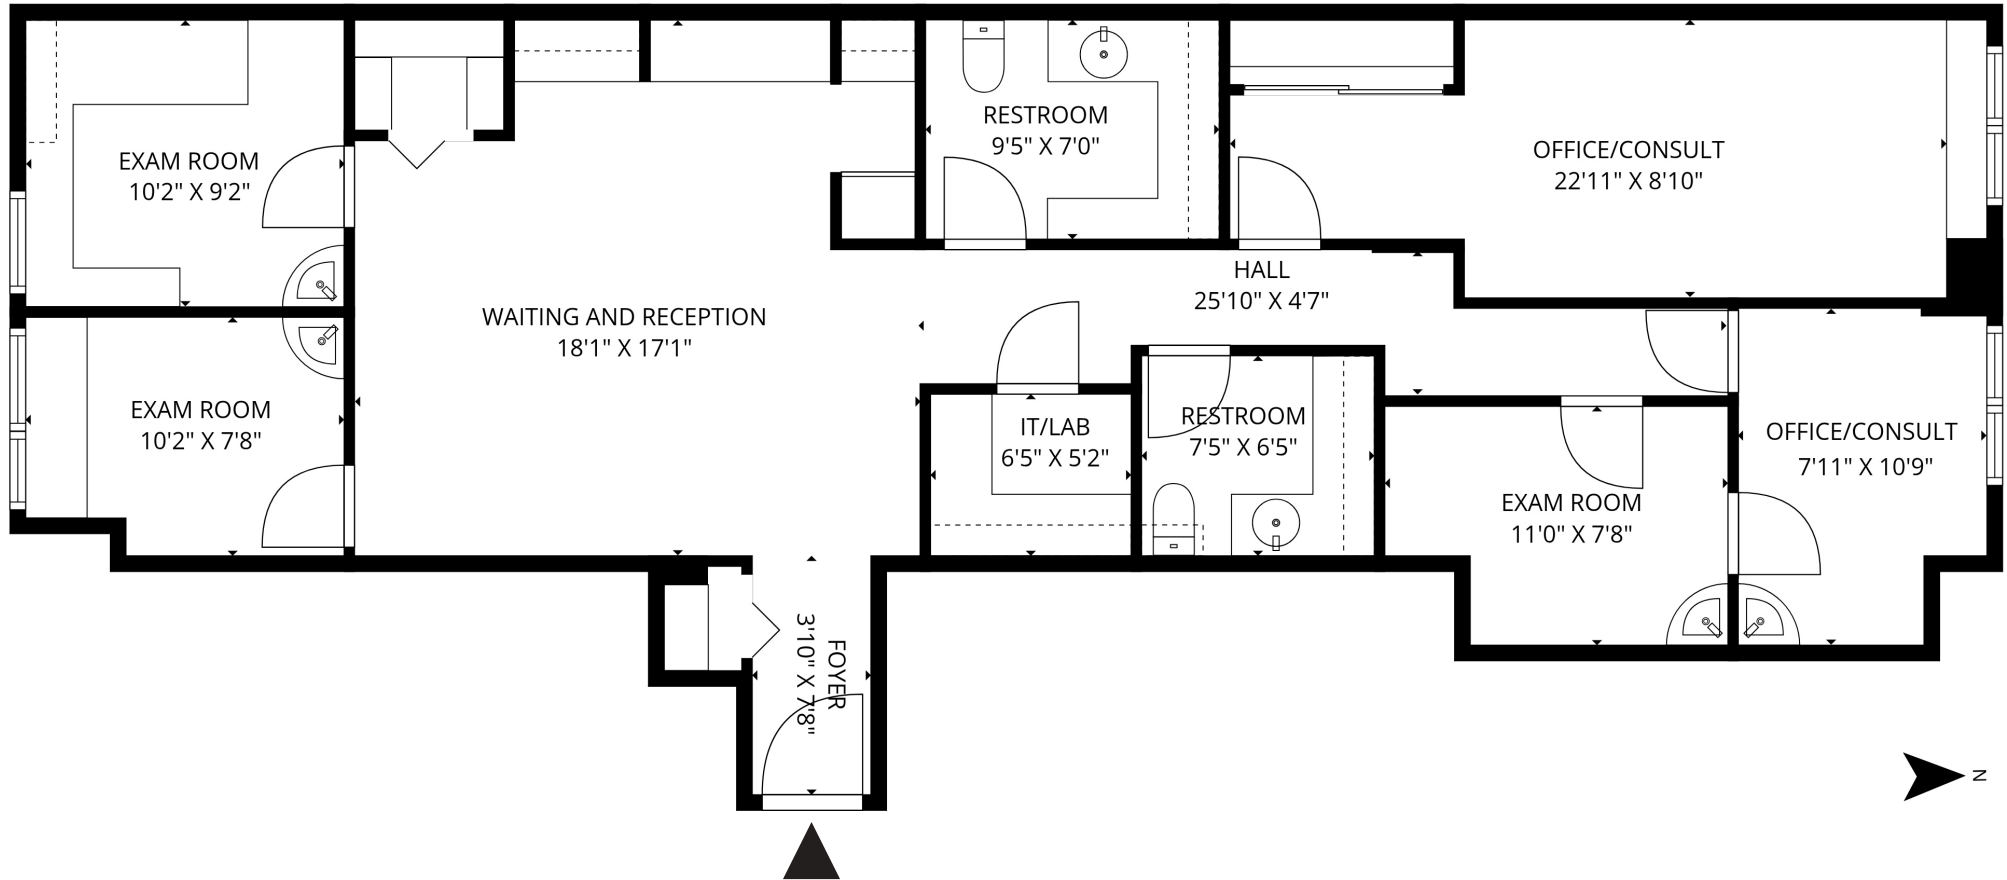 EXAM ROOM
10'2" X 9'2"
RESTROOM
9'5" X 7'0"
OFFICE/CONSULT
22'11" X 8'10"
HALL
25'10" X 4'7"
WAITING AND RECEPTION
18'1" X 17'1"
EXAM ROOM
10'2" X 7'8"
IT/LAB
6'5" X 5'2"
RESTROOM
7'5" X 6'5"
EXAM ROOM
11'0" X 7'8"
OFFICE/CONSULT
7'11" X 10'9"
FOYER
3'10" X 7'8"
N